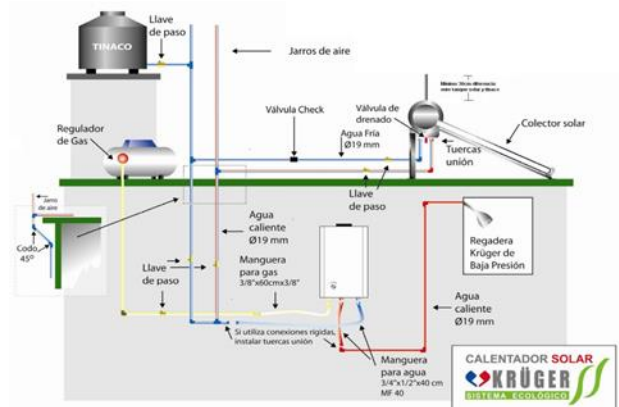 Llave
de paso
TINACO
Jarros de aire
Regulador
de Gas
Válvula Check
Válvula de
drenado
Agua Fría
Ø19 mm
Colector solar
Tuercas
unión
Llave
de paso
Jarro
de aire
Codo
45º
Agua
caliente
Ø19 mm
Llave
de paso
Manguera
para gas
3/8"x60cmx3/8"
Regadera
Krüger de
Baja Presión
Agua
caliente
Ø19 mm
Si utiliza conexiones rígidas,
instalar tuercas unión
Manguera
para agua
3/4"x1/2"x40 cm
MF 40
CALENTADOR SOLAR
KRÜGER
SISTEMA ECOLÓGICO